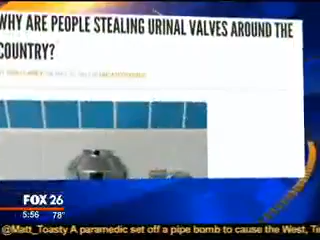 WHY ARE PEOPLE STEALING URINAL VALVES AROUND THE
COUNTRY?
FOX 26
5:56 78°
@Matt_Toasty A paramedic set off a pipe bomb to cause the West, Te